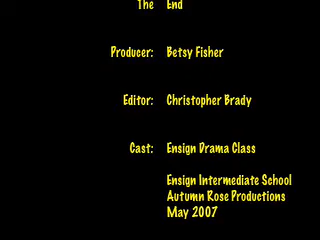 The End
Producer: Betsy Fisher
Editor: Christopher Brady
Cast: Ensign Drama Class
Ensign Intermediate School
Autumn Rose Productions
May 2007